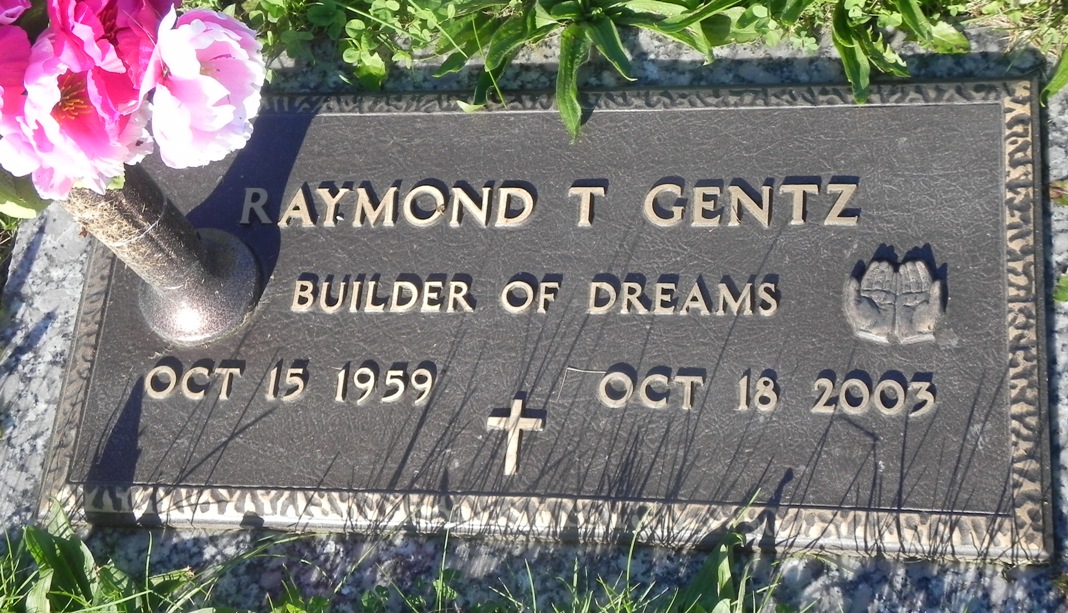 RAYMOND T GENTZ
BUILDER OF DREAMS
OCT 15 1959 OCT 18 2003